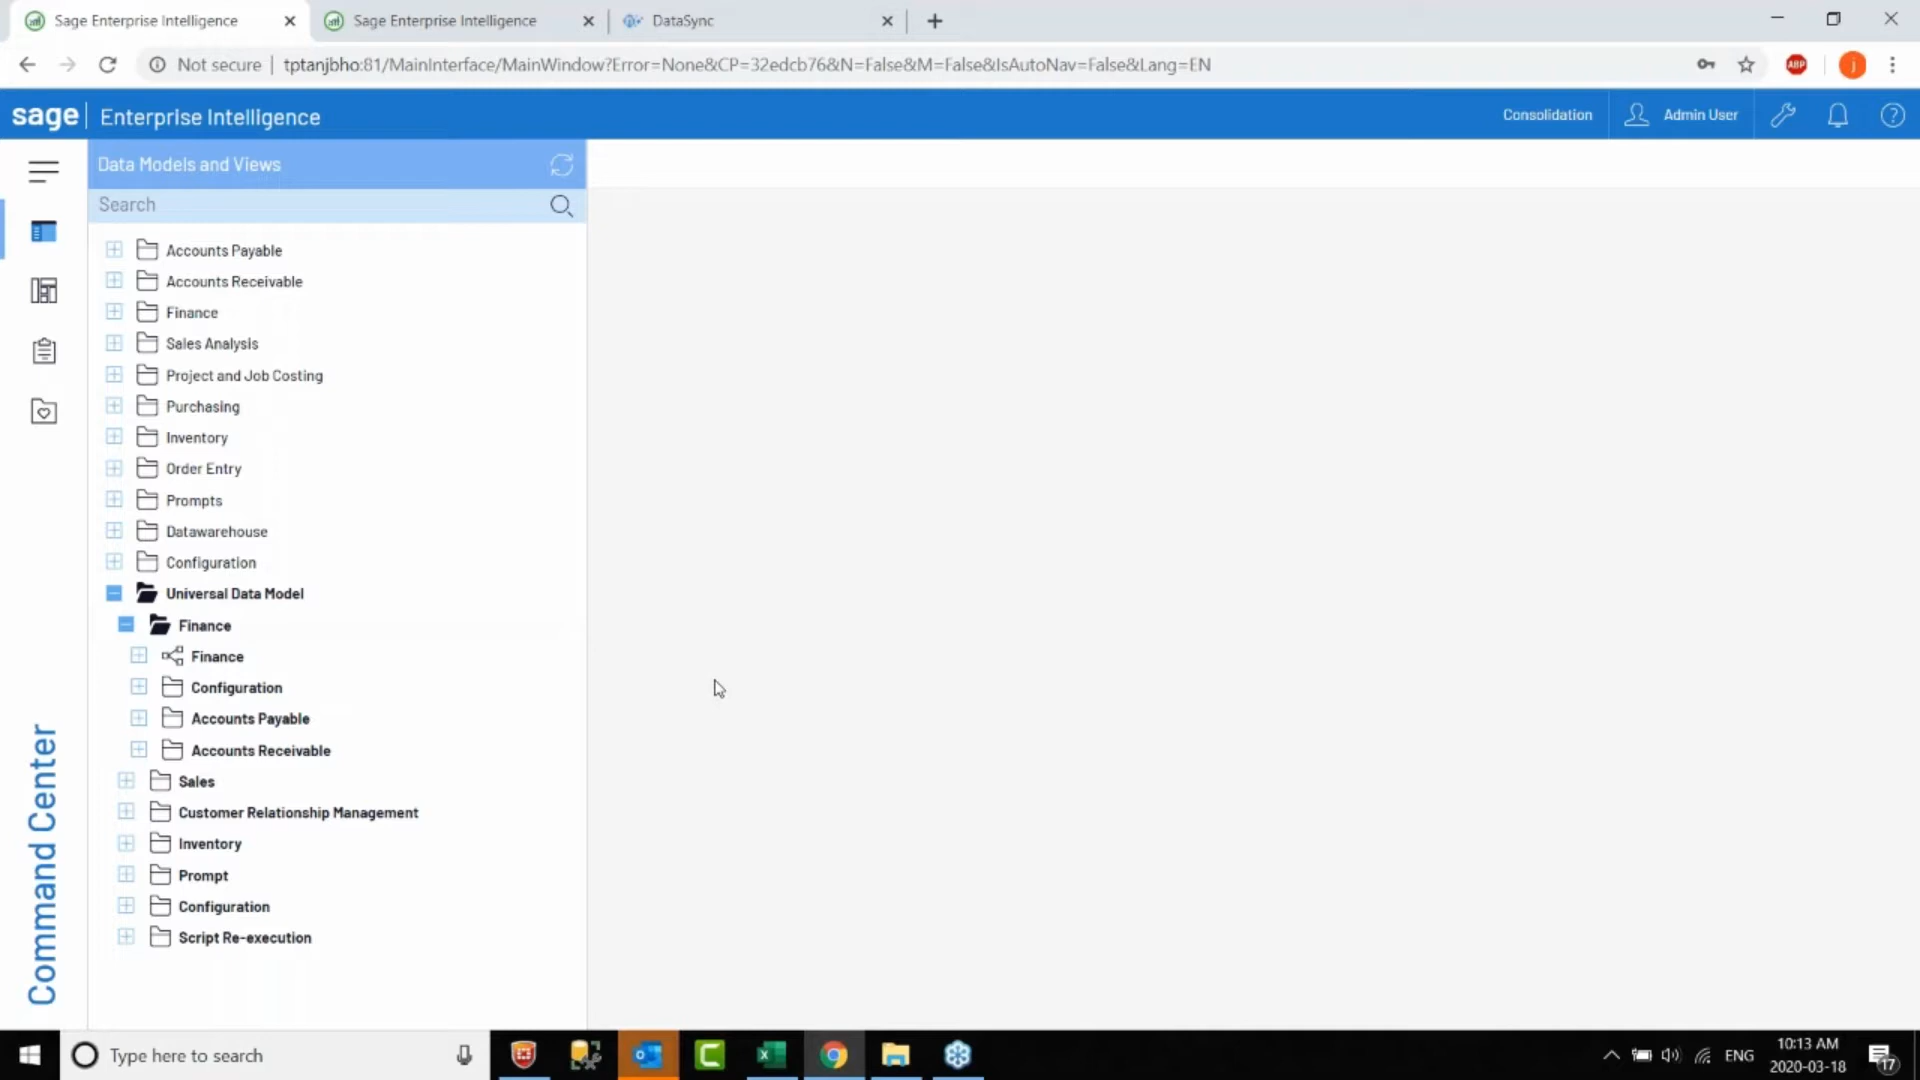 Sage Enterprise Intelligence
Sage Enterprise Intelligence
DataSync
Not secure | tptanjbho:81/MainInterface/MainWindow?Error=None&CP=32edcb76&N=False&M=False&IsAutoNav=False&Lang=EN
ABP
j
sage Enterprise Intelligence
Consolidation
Admin User
Data Models and Views
Search
Accounts Payable
Accounts Receivable
Finance
Sales Analysis
Project and Job Costing
Purchasing
Inventory
Order Entry
Prompts
Datawarehouse
Configuration
Universal Data Model
Finance
Finance
Configuration
Accounts Payable
Accounts Receivable
Sales
Customer Relationship Management
Inventory
Prompt
Configuration
Script Re-execution
Command Center
Type here to search
ENG
10:13 AM
2020-03-18
17